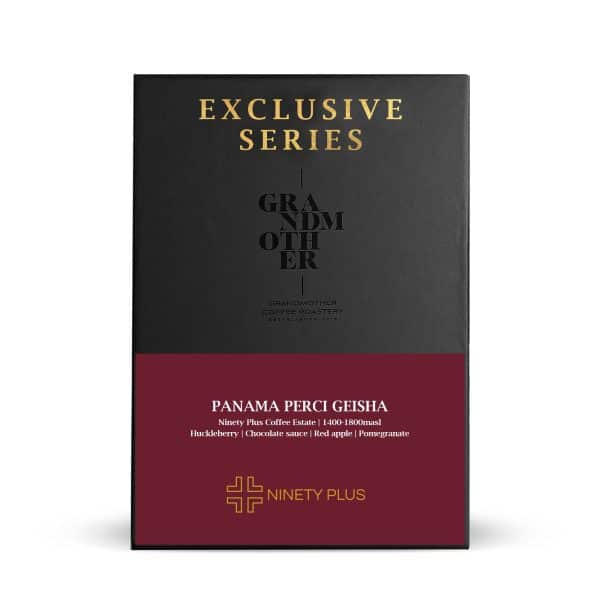 EXCLUSIVE
SERIES
GRA
NDM
OTH
ER
GRANDMOTHER
COFFEE ROASTERY
PANAMA PERCI GEISHA
Ninety Plus Coffee Estate | 1400-1800masl
Huckleberry | Chocolate sauce | Red apple | Pomegranate
NINETY PLUS